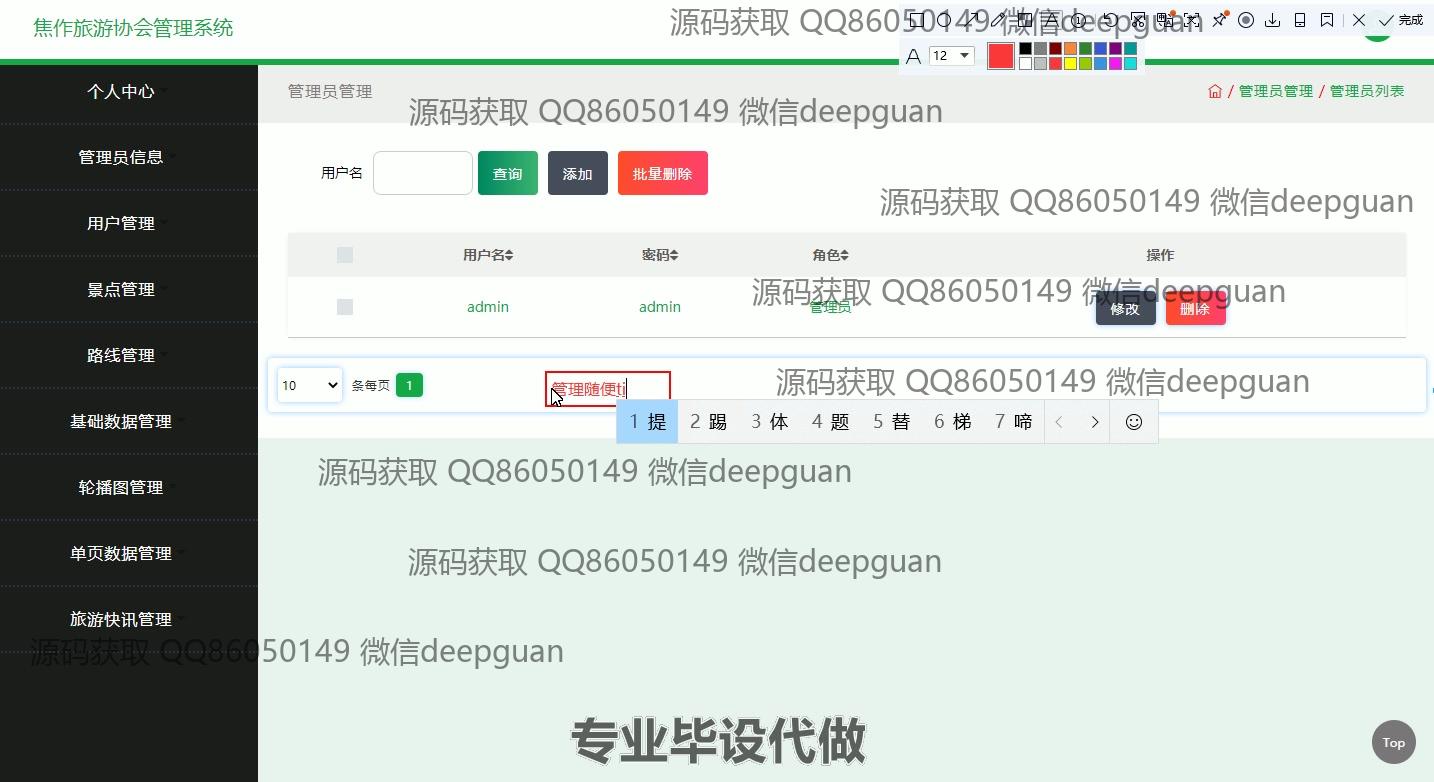 焦作旅游协会管理系统
源码获取 QQ86050149 微信deepguan
完成
A 12
个人中心
管理员信息
用户管理
景点管理
路线管理
基础数据管理
轮播图管理
单页数据管理
旅游快讯管理
管理员管理
/ 管理员管理 / 管理员列表
源码获取 QQ86050149 微信deepguan
用户名 查询 添加 批量删除
源码获取 QQ86050149 微信deepguan
用户名 密码 角色 操作
源码获取 QQ86050149 微信deepguan
admin admin 管理员 修改 删除
10 条每页 1
管理随便ti
源码获取 QQ86050149 微信deepguan
1 提 2 踢 3 体 4 题 5 替 6 梯 7 啼
源码获取 QQ86050149 微信deepguan
源码获取 QQ86050149 微信deepguan
源码获取 QQ86050149 微信deepguan
专业毕设代做
Top